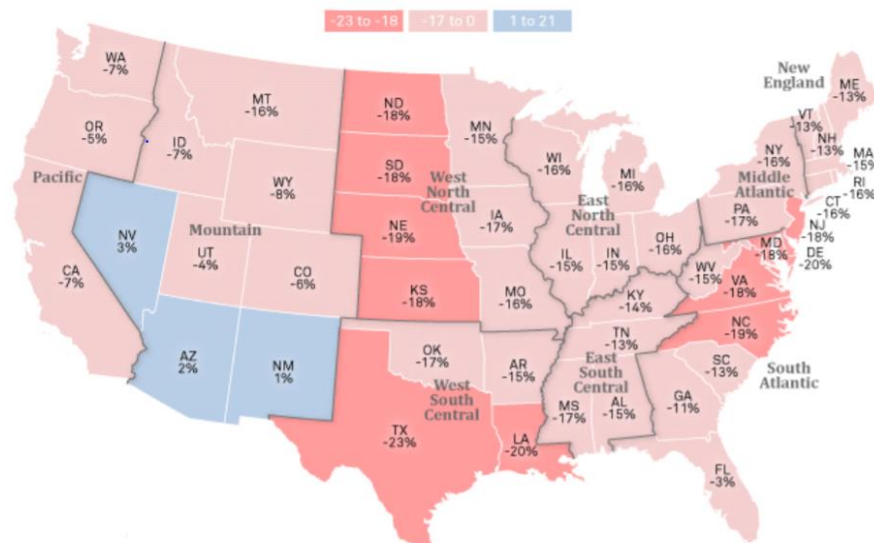 -23 to -18
-17 to 0
1 to 21
WA
-7%
OR
-5%
Pacific
CA
-7%
NV
3%
ID
-7%
MT
-16%
WY
-8%
Mountain
UT
-4%
CO
-6%
AZ
2%
NM
1%
ND
-18%
SD
-18%
West
North
Central
NE
-19%
KS
-18%
MN
-15%
IA
-17%
MO
-16%
OK
-17%
AR
-15%
West
South
Central
TX
-23%
LA
-20%
WI
-16%
MI
-16%
East
North
Central
IL
-15%
IN
-15%
OH
-16%
KY
-14%
TN
-13%
East
South
Central
MS
-17%
AL
-15%
New
England
ME
-13%
VT
-13%
NH
-13%
MA
-15%
RI
-16%
CT
-16%
NY
-16%
Middle
Atlantic
PA
-17%
NJ
-18%
DE
-20%
MD
-18%
WV
-15%
VA
-18%
NC
-19%
SC
-13%
South
Atlantic
GA
-11%
FL
-3%